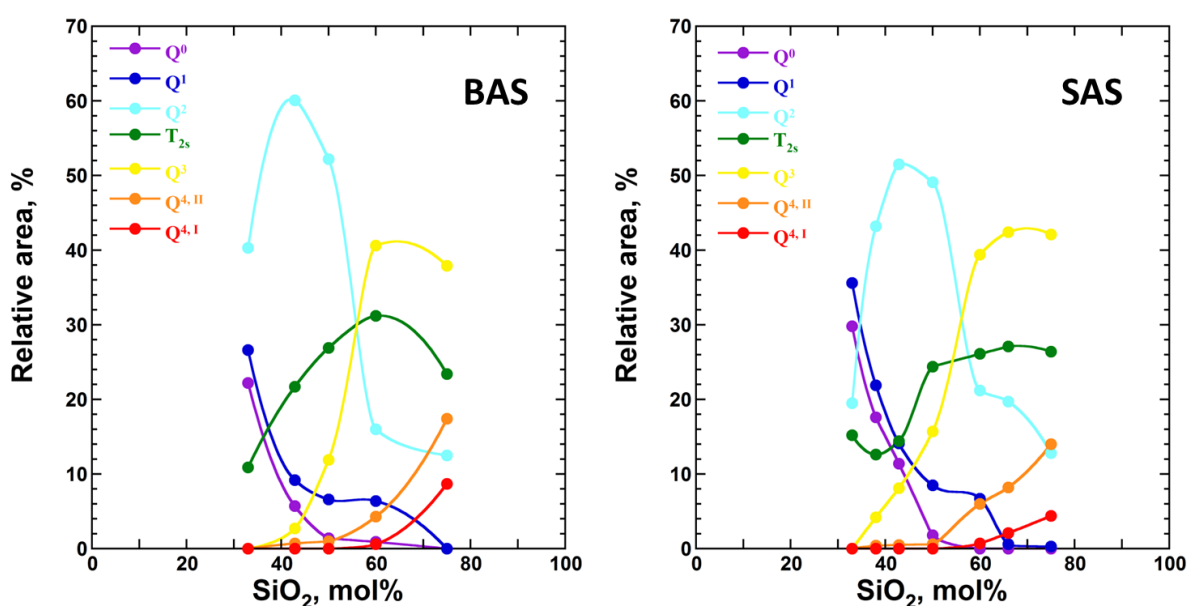 70
60
50
40
30
20
10
0
Relative area, %
Q⁰
Q¹
Q²
T₂ₛ
Q³
Q⁴, ᴵᴵ
Q⁴, ᴵ
BAS
0 20 40 60 80 100
SiO₂, mol%
70
60
50
40
30
20
10
0
Relative area, %
Q⁰
Q¹
Q²
T₂ₛ
Q³
Q⁴, ᴵᴵ
Q⁴, ᴵ
SAS
0 20 40 60 80 100
SiO₂, mol%